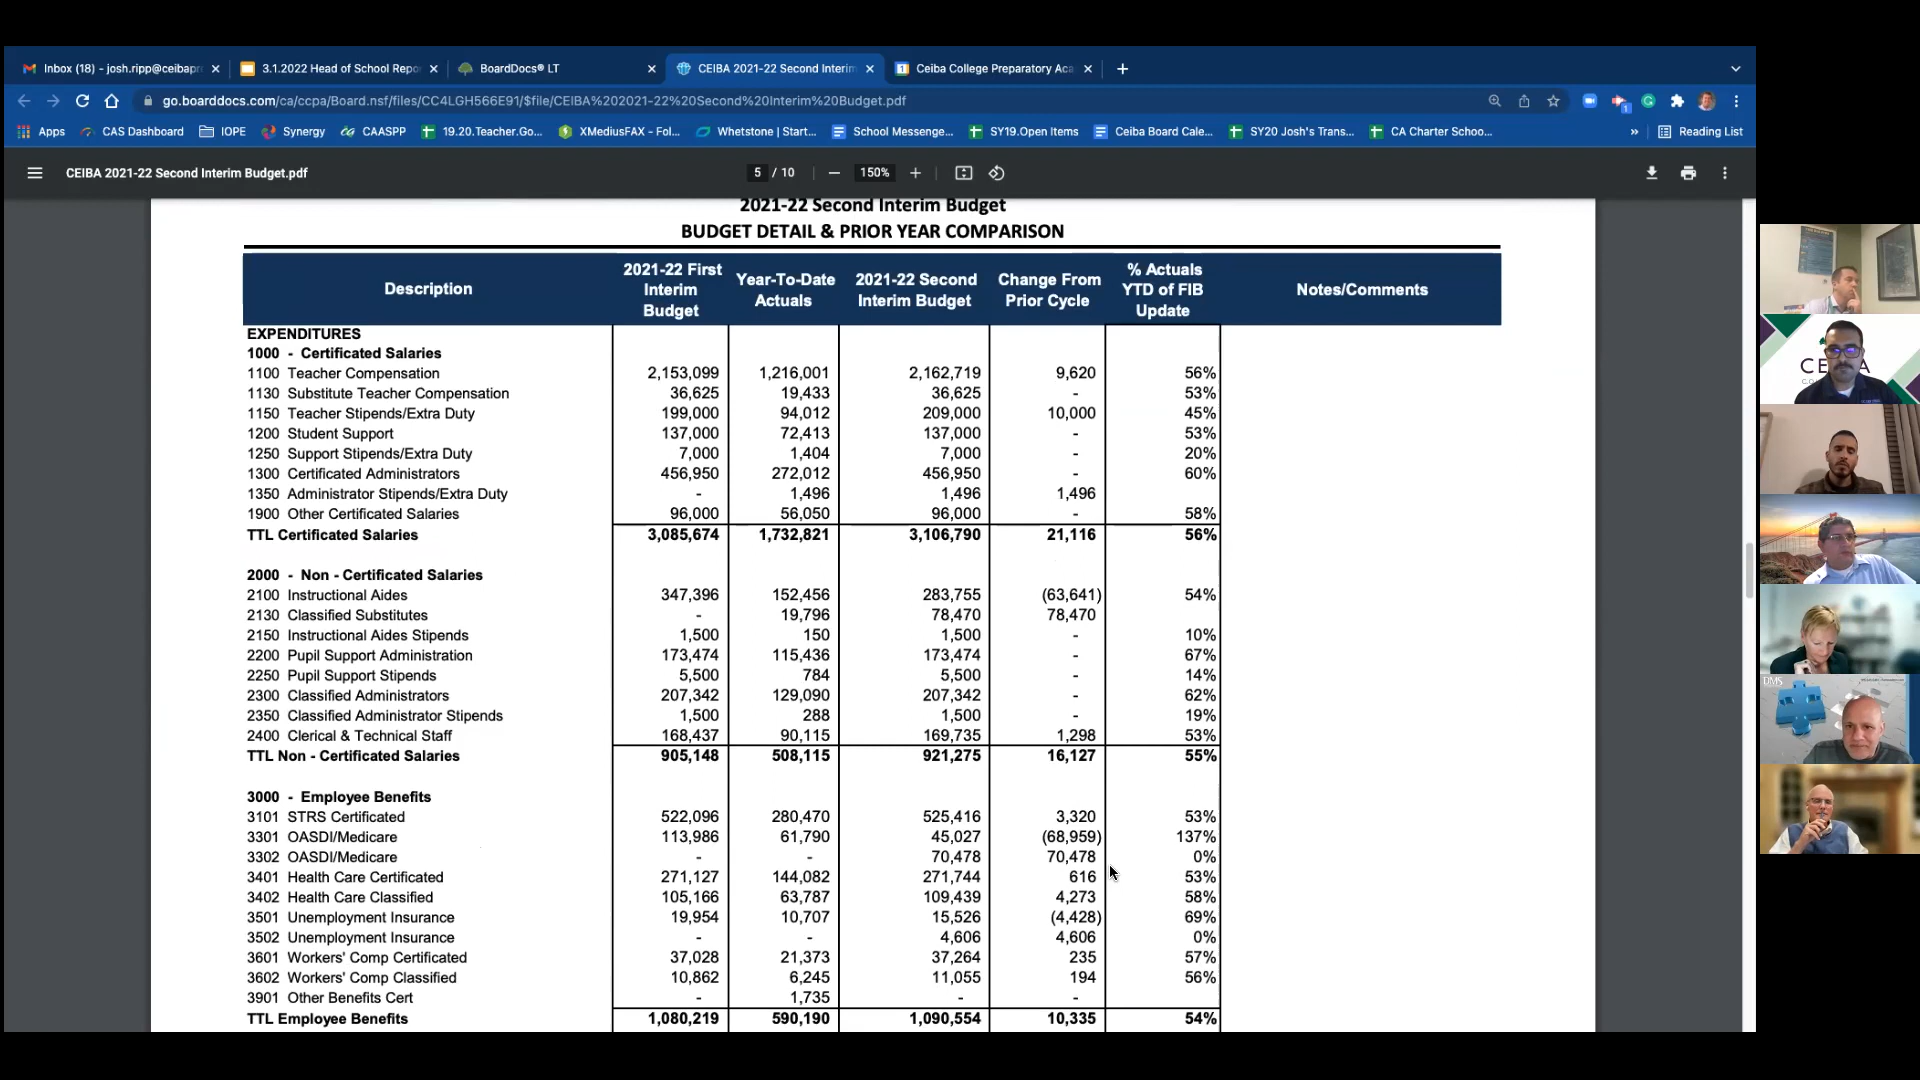 Inbox (18) - josh.ripp@ceibapr
3.1.2022 Head of School Repo
BoardDocs® LT
CEIBA 2021-22 Second Interim
Ceiba College Preparatory Aca
go.boarddocs.com/ca/ccpa/Board.nsf/files/CC4LGH566E91/$file/CEIBA%202021-22%20Second%20Interim%20Budget.pdf
Apps CAS Dashboard IOPE Synergy CAASPP 19.20.Teacher.Go... XMediusFAX - Fol... Whetstone | Start... School Messenge... SY19.Open Items Ceiba Board Cale... SY20 Josh's Trans... CA Charter Schoo... » Reading List
CEIBA 2021-22 Second Interim Budget.pdf 5 / 10 150%
2021-22 Second Interim Budget
BUDGET DETAIL & PRIOR YEAR COMPARISON
Description 2021-22 First Interim Budget Year-To-Date Actuals 2021-22 Second Interim Budget Change From Prior Cycle % Actuals YTD of FIB Update Notes/Comments
EXPENDITURES
1000 - Certificated Salaries
1100 Teacher Compensation 2,153,099 1,216,001 2,162,719 9,620 56%
1130 Substitute Teacher Compensation 36,625 19,433 36,625 - 53%
1150 Teacher Stipends/Extra Duty 199,000 94,012 209,000 10,000 45%
1200 Student Support 137,000 72,413 137,000 - 53%
1250 Support Stipends/Extra Duty 7,000 1,404 7,000 - 20%
1300 Certificated Administrators 456,950 272,012 456,950 - 60%
1350 Administrator Stipends/Extra Duty - 1,496 1,496 1,496
1900 Other Certificated Salaries 96,000 56,050 96,000 - 58%
TTL Certificated Salaries 3,085,674 1,732,821 3,106,790 21,116 56%
2000 - Non - Certificated Salaries
2100 Instructional Aides 347,396 152,456 283,755 (63,641) 54%
2130 Classified Substitutes - 19,796 78,470 78,470
2150 Instructional Aides Stipends 1,500 150 1,500 - 10%
2200 Pupil Support Administration 173,474 115,436 173,474 - 67%
2250 Pupil Support Stipends 5,500 784 5,500 - 14%
2300 Classified Administrators 207,342 129,090 207,342 - 62%
2350 Classified Administrator Stipends 1,500 288 1,500 - 19%
2400 Clerical & Technical Staff 168,437 90,115 169,735 1,298 53%
TTL Non - Certificated Salaries 905,148 508,115 921,275 16,127 55%
3000 - Employee Benefits
3101 STRS Certificated 522,096 280,470 525,416 3,320 53%
3301 OASDI/Medicare 113,986 61,790 45,027 (68,959) 137%
3302 OASDI/Medicare - - 70,478 70,478 0%
3401 Health Care Certificated 271,127 144,082 271,744 616 53%
3402 Health Care Classified 105,166 63,787 109,439 4,273 58%
3501 Unemployment Insurance 19,954 10,707 15,526 (4,428) 69%
3502 Unemployment Insurance - - 4,606 4,606 0%
3601 Workers' Comp Certificated 37,028 21,373 37,264 235 57%
3602 Workers' Comp Classified 10,862 6,245 11,055 194 56%
3901 Other Benefits Cert - 1,735 - -
TTL Employee Benefits 1,080,219 590,190 1,090,554 10,335 54%
DMS